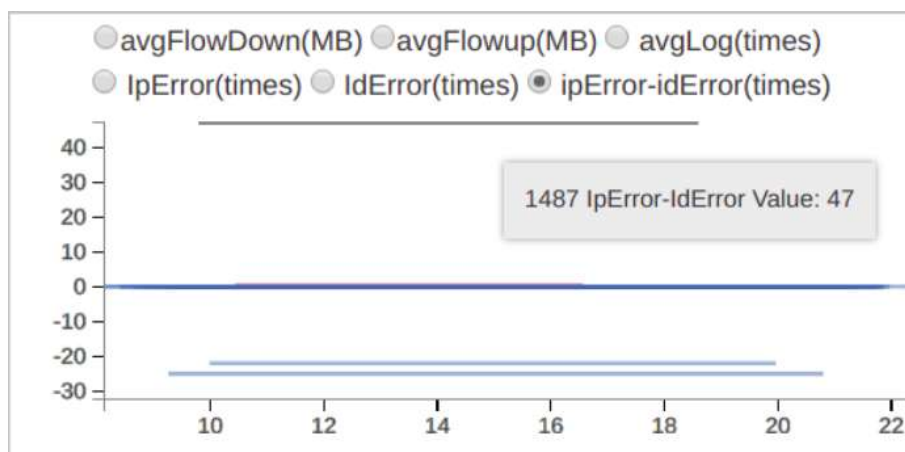 avgFlowDown(MB) avgFlowup(MB) avgLog(times)
IpError(times) IdError(times) ipError-idError(times)
40
30
1487 IpError-IdError Value: 47
20
10
0
-10
-20
-30
10 12 14 16 18 20 22